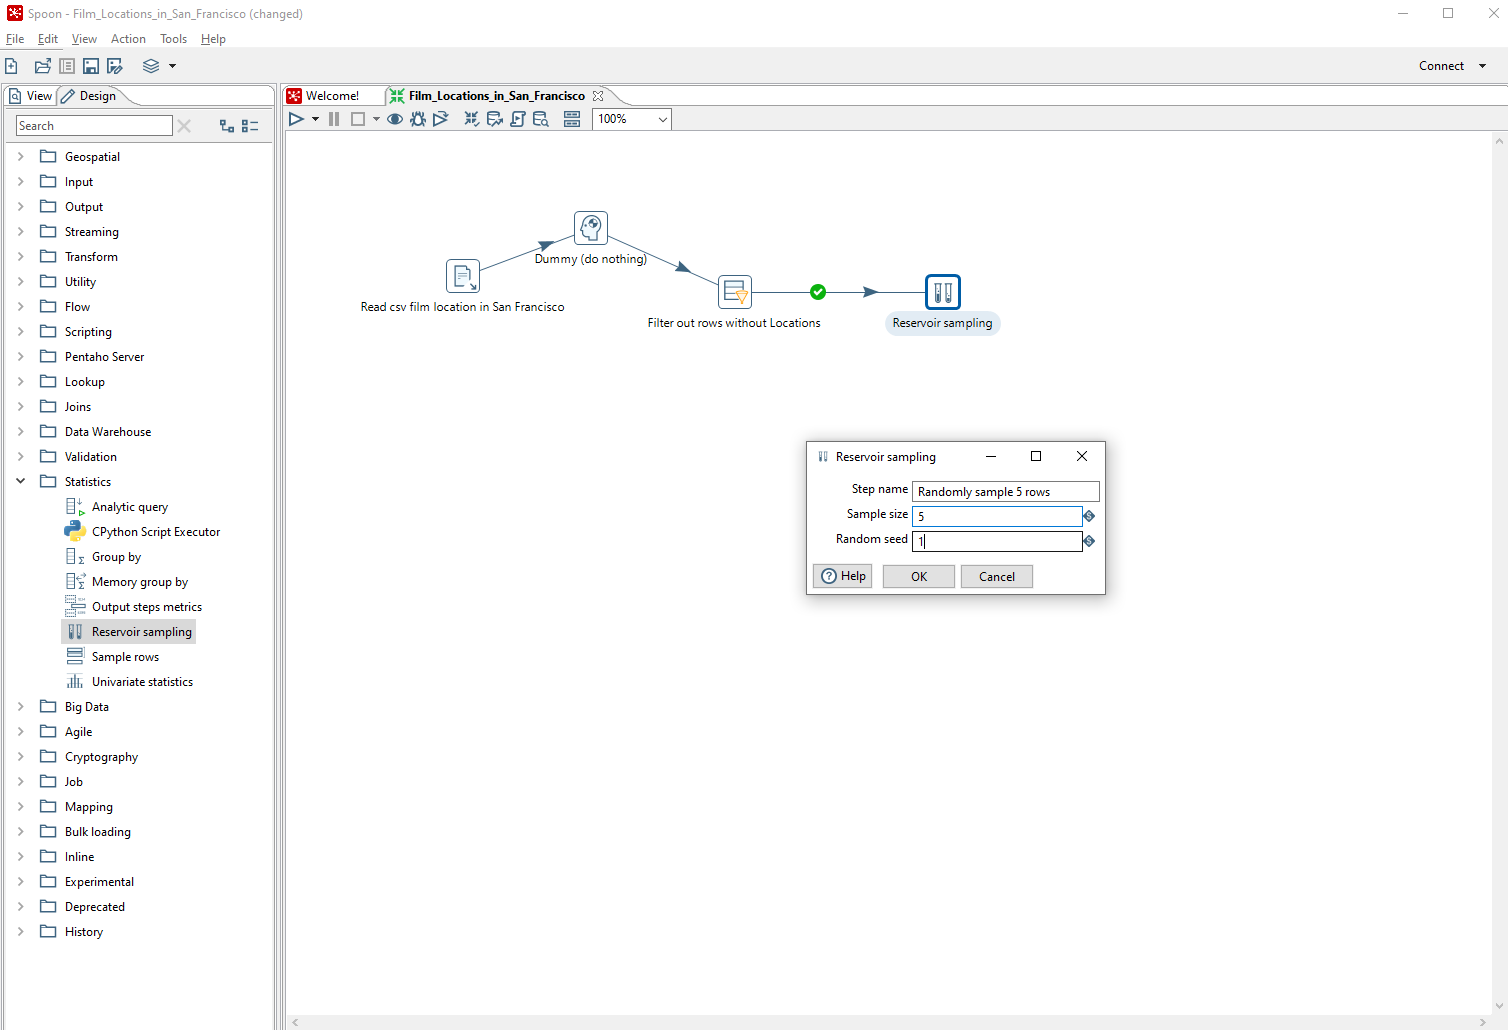 Spoon - Film_Locations_in_San_Francisco (changed)
File Edit View Action Tools Help
Connect
View Design
Welcome! Film_Locations_in_San_Francisco
Search
100%
Geospatial
Input
Output
Streaming
Transform
Utility
Flow
Scripting
Pentaho Server
Lookup
Joins
Data Warehouse
Validation
Statistics
Analytic query
CPython Script Executor
Group by
Memory group by
Output steps metrics
Reservoir sampling
Sample rows
Univariate statistics
Big Data
Agile
Cryptography
Job
Mapping
Bulk loading
Inline
Experimental
Deprecated
History
Dummy (do nothing)
Read csv film location in San Francisco
Filter out rows without Locations
Reservoir sampling
Reservoir sampling
Step name Randomly sample 5 rows
Sample size 5
Random seed 1
Help OK Cancel